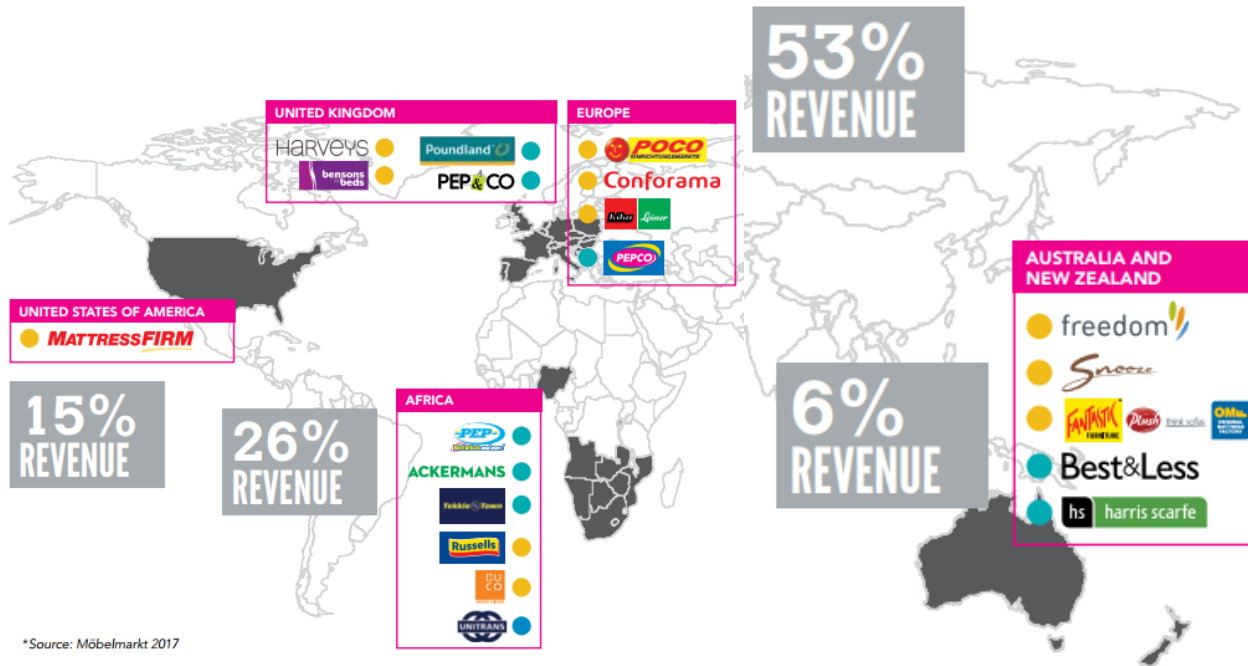 53%
REVENUE
UNITED KINGDOM
HARVEYS
bensons for beds
Poundland
PEP&CO
EUROPE
POCO
EINRICHTUNGSMÄRKTE
Conforama
kika Leiner
PEPCO
UNITED STATES OF AMERICA
MATTRESSFIRM
15%
REVENUE
26%
REVENUE
AFRICA
PEP
ACKERMANS
Tekkie Town
Russells
BUCO
UNITRANS
6%
REVENUE
AUSTRALIA AND
NEW ZEALAND
freedom
Snooze
FANTASTIC
FURNITURE
Plush
think sofas
OMF
ORIGINAL
MATTRESS
FACTORY
Best&Less
hs harris scarfe
*Source: Möbelmarkt 2017